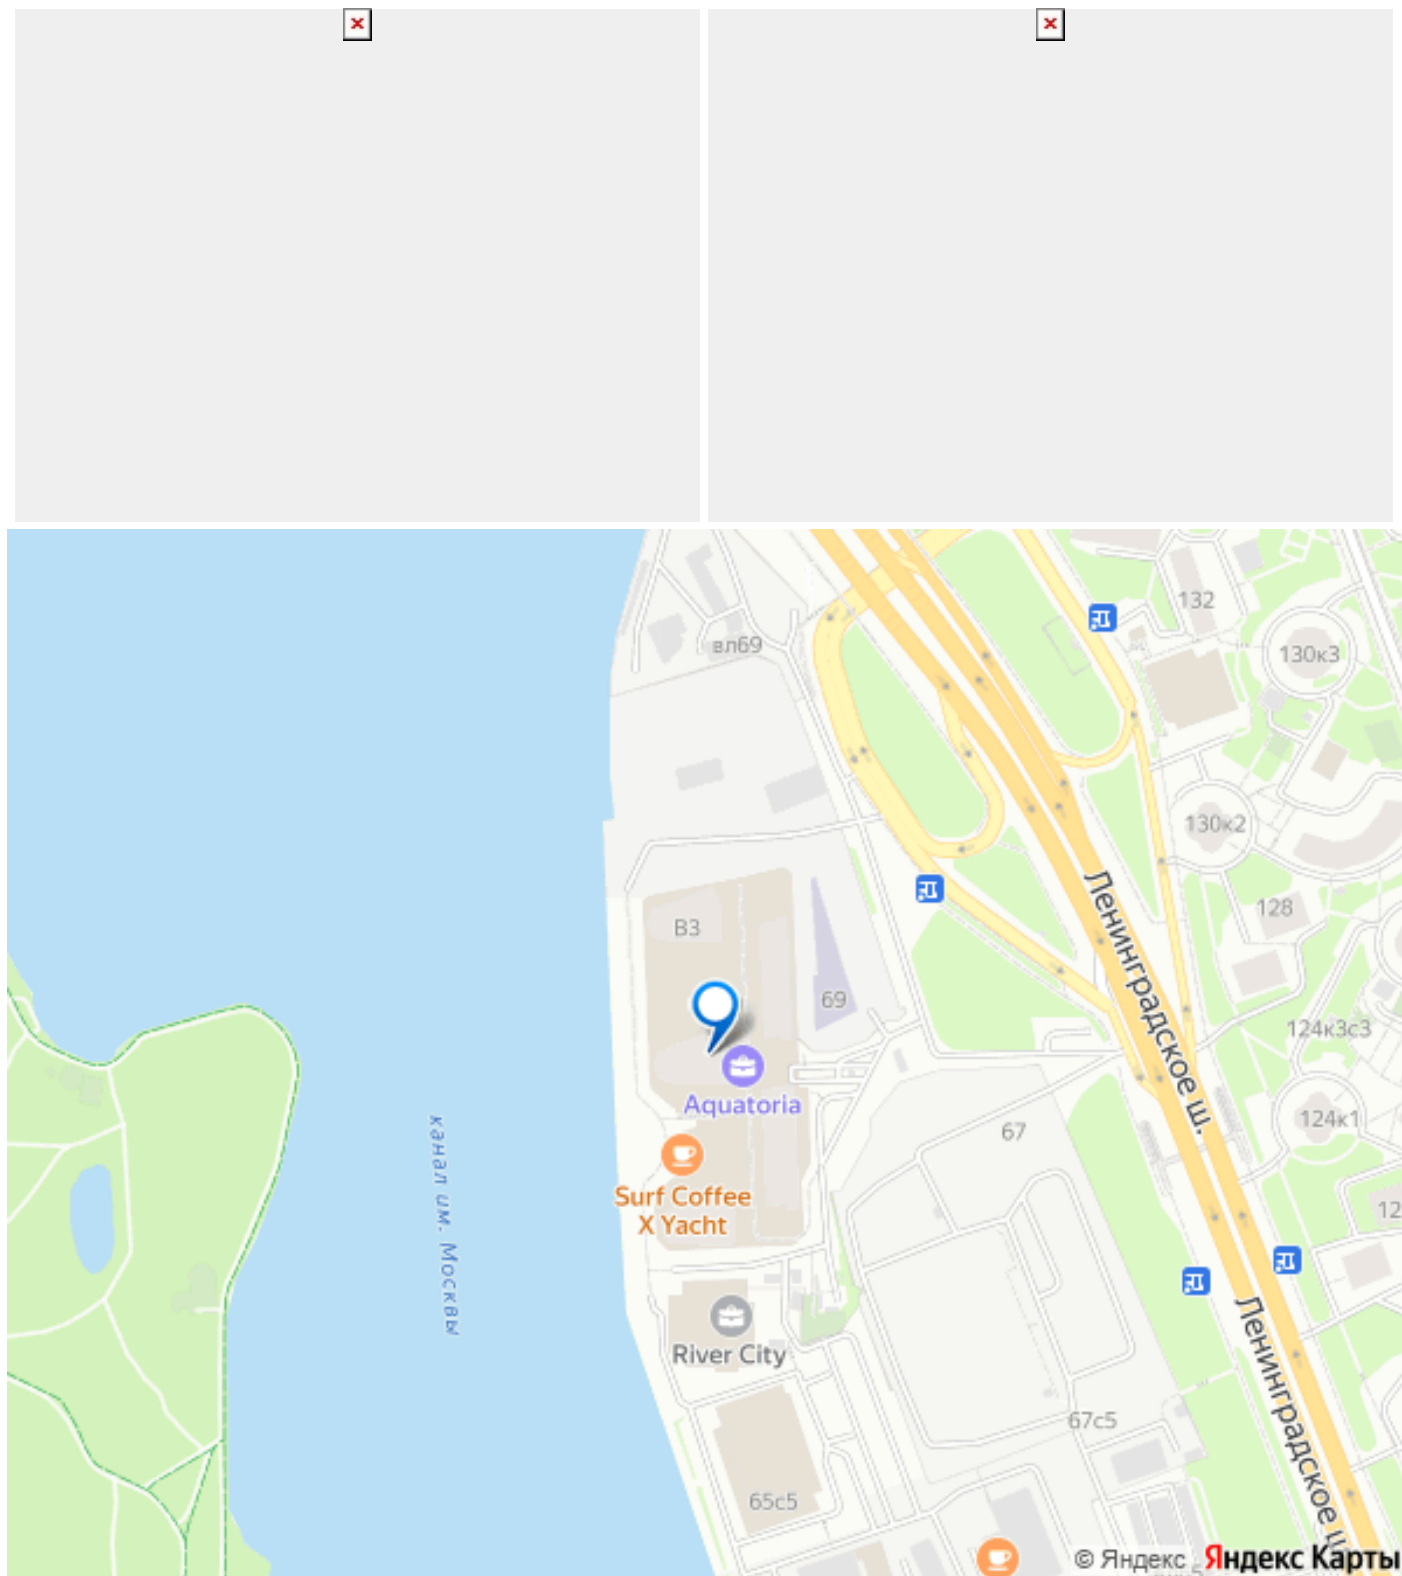 132
вл69
130к3
130к2
Ленинградское ш.
128
В3
69
124к3с3
Aquatoria
124к1
67
канал им. Москвы
Surf Coffee
X Yacht
12
River City
Ленинградское ш.
67с5
65с5
© Яндекс Яндекс Карты